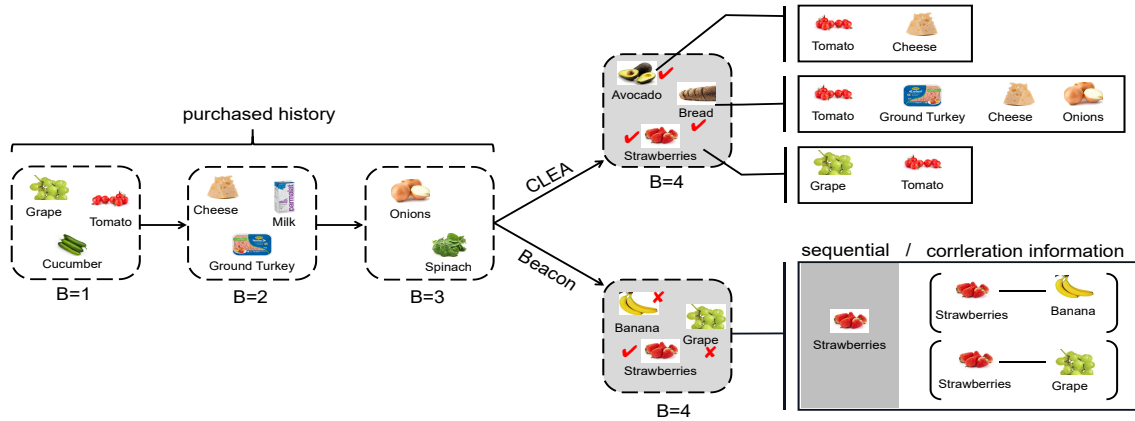 purchased history
Grape
Tomato
Cucumber
B=1
Cheese
Milk
Ground Turkey
B=2
Onions
Spinach
B=3
CLEA
Beacon
Avocado
Bread
Strawberries
B=4
Tomato
Cheese
Tomato
Ground Turkey
Cheese
Onions
Grape
Tomato
Banana
Grape
Strawberries
B=4
sequential / corrleration information
Strawberries
Strawberries
Banana
Strawberries
Grape